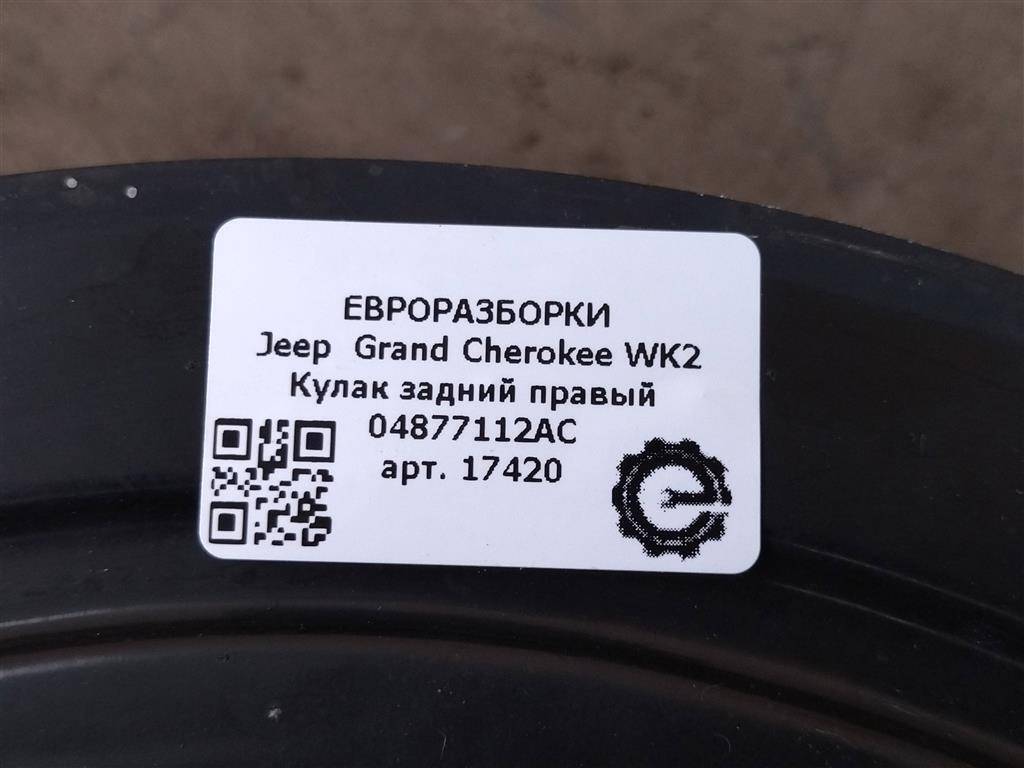 ЕВРОРАЗБОРКИ
Jeep Grand Cherokee WK2
Кулак задний правый
04877112AC
арт. 17420